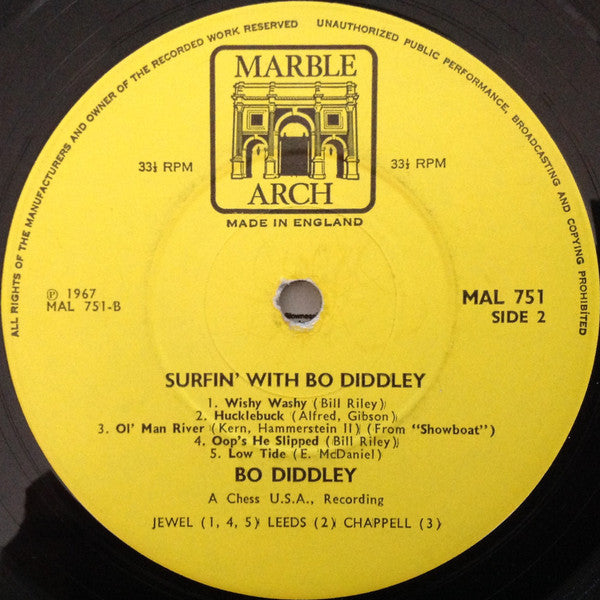 ALL RIGHTS OF THE MANUFACTURERS AND OWNER OF THE RECORDED WORK RESERVED
UNAUTHORIZED PUBLIC PERFORMANCE, BROADCASTING AND COPYING PROHIBITED
MARBLE
ARCH
33⅓ RPM
33⅓ RPM
MADE IN ENGLAND
℗ 1967
MAL 751-B
MAL 751
SIDE 2
SURFIN' WITH BO DIDDLEY
1. Wishy Washy (Bill Riley)
2. Hucklebuck (Alfred, Gibson)
3. Ol' Man River (Kern, Hammerstein II) (From "Showboat")
4. Oop's He Slipped (Bill Riley)
5. Low Tide (E. McDaniel)
BO DIDDLEY
A Chess U.S.A., Recording
JEWEL (1, 4, 5) LEEDS (2) CHAPPELL (3)